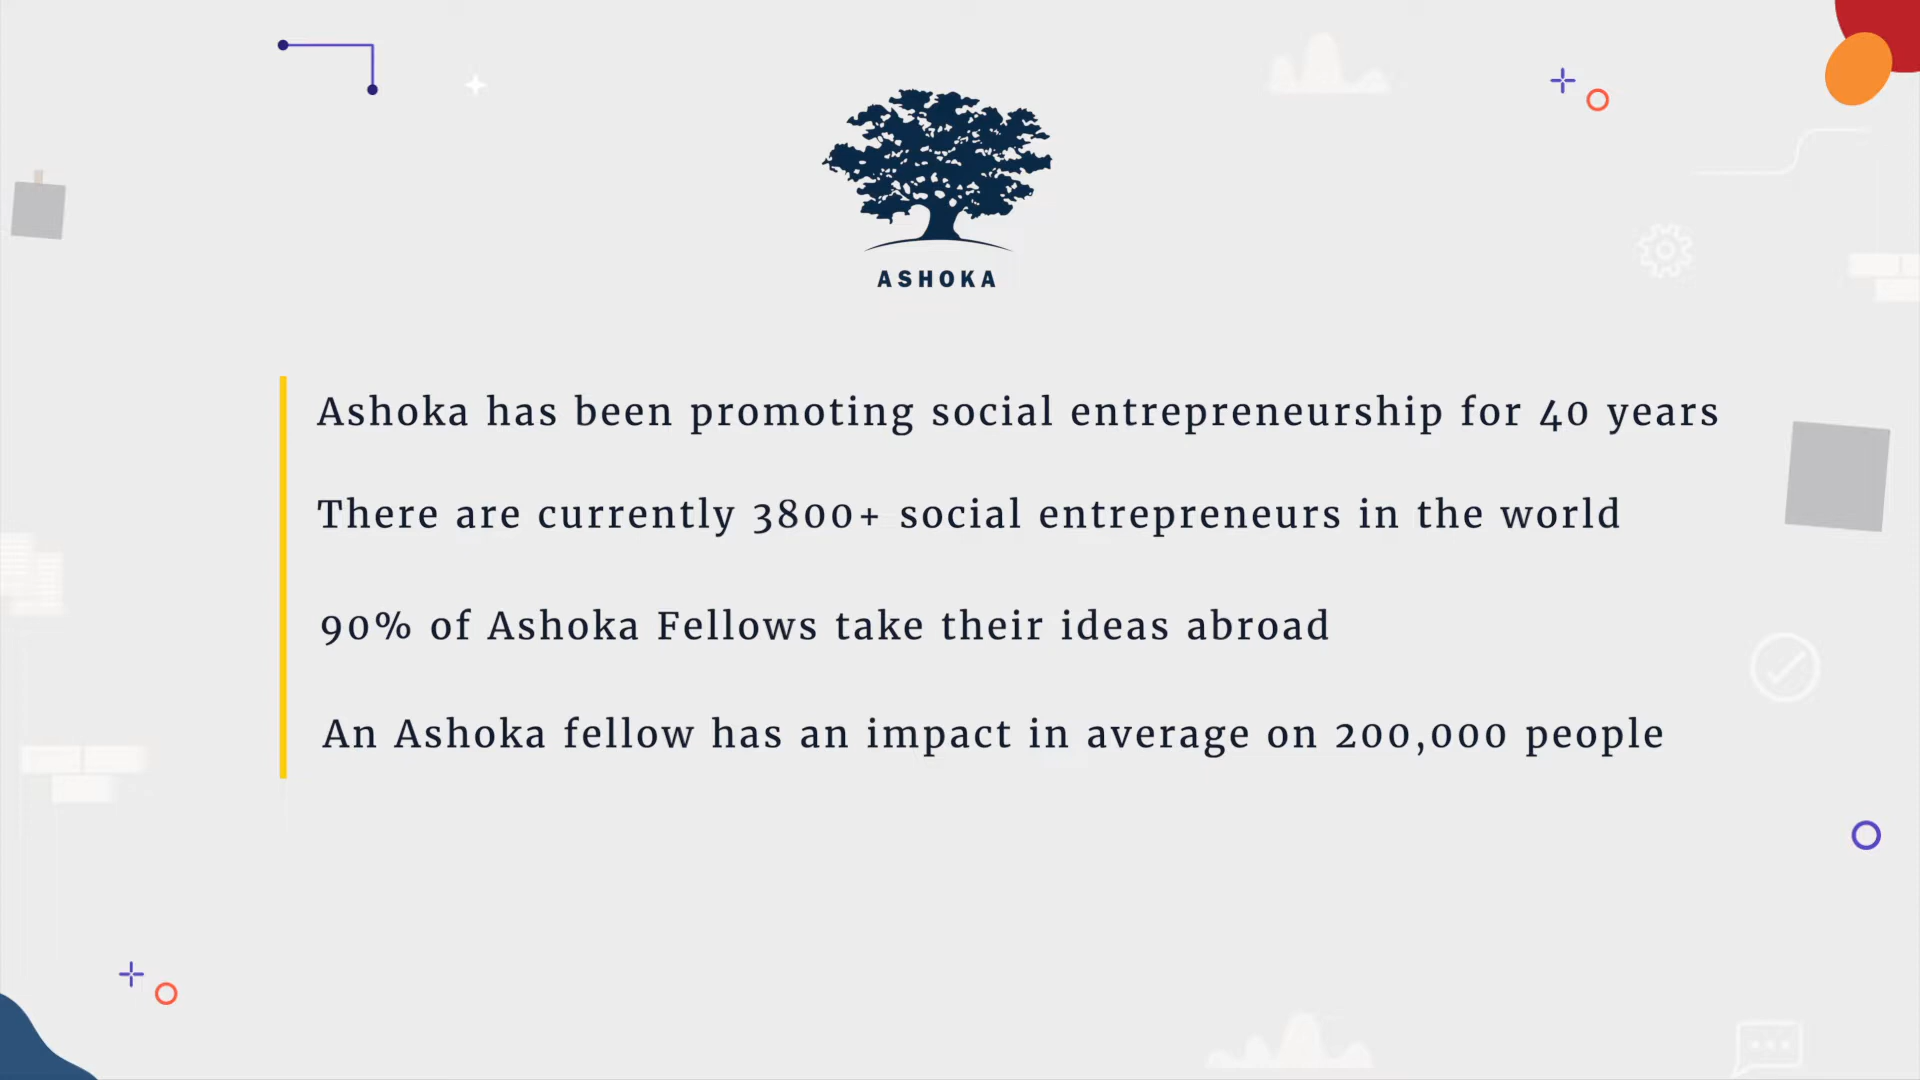 ASHOKA
Ashoka has been promoting social entrepreneurship for 40 years
There are currently 3800+ social entrepreneurs in the world
90% of Ashoka Fellows take their ideas abroad
An Ashoka fellow has an impact in average on 200,000 people